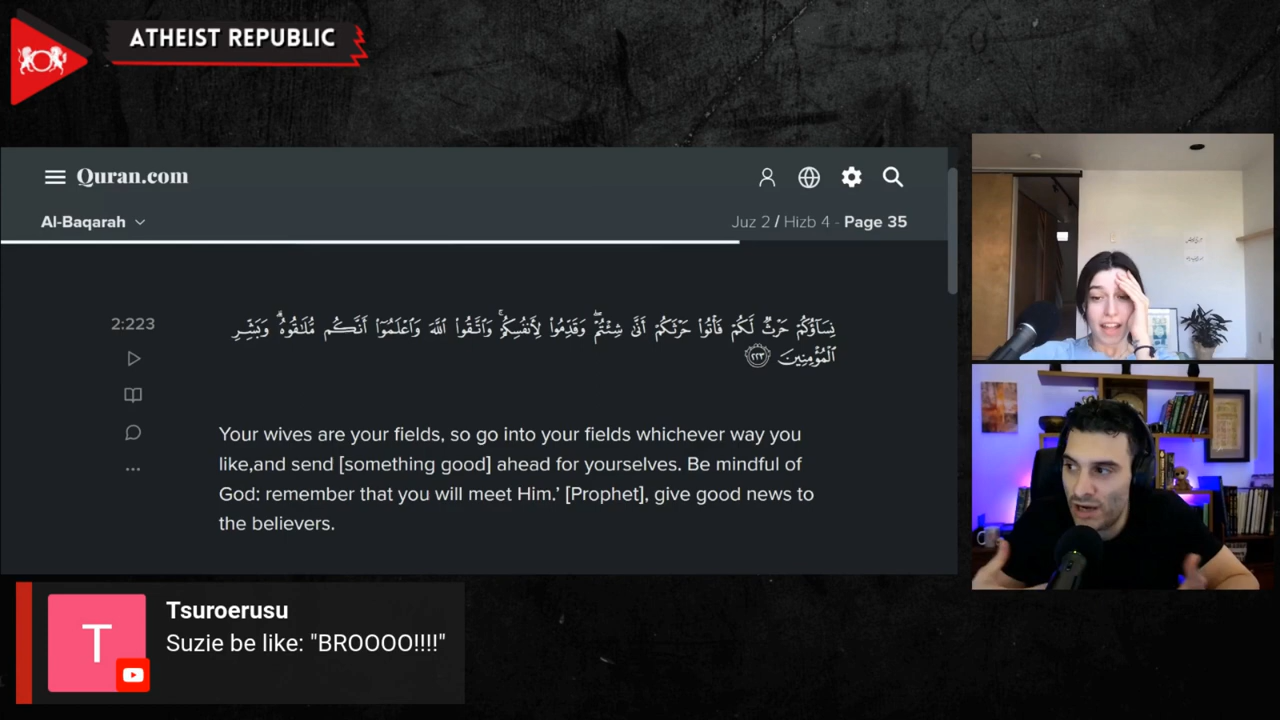 ATHEIST REPUBLIC
Quran.com
Al-Baqarah
Juz 2 / Hizb 4 - Page 35
2:223
نِسَآؤُكُمْ حَرْثٌ لَّكُمْ فَأْتُوا۟ حَرْثَكُمْ أَنَّىٰ شِئْتُمْ ۖ وَقَدِّمُوا۟ لِأَنفُسِكُمْ ۚ وَٱتَّقُوا۟ ٱللَّهَ وَٱعْلَمُوٓا۟ أَنَّكُم مُّلَـٰقُوهُ ۗ وَبَشِّرِ
ٱلْمُؤْمِنِينَ ٢٢٣
Your wives are your fields, so go into your fields whichever way you
like,and send [something good] ahead for yourselves. Be mindful of
God: remember that you will meet Him.’ [Prophet], give good news to
the believers.
T
Tsuroerusu
Suzie be like: "BROOOO!!!!"